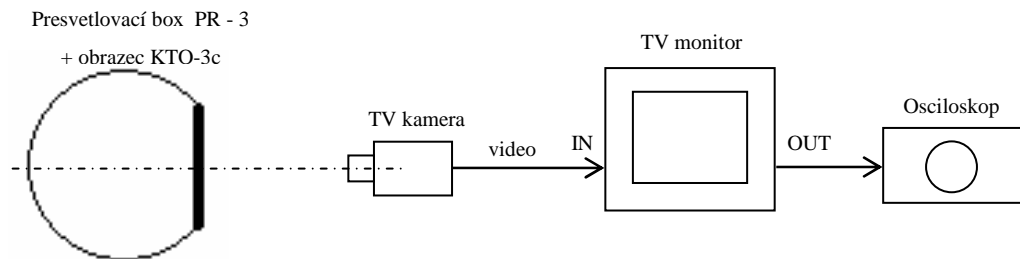 Presvetlovací box PR - 3
+ obrazec KTO-3c
TV kamera
video
IN
TV monitor
OUT
Osciloskop